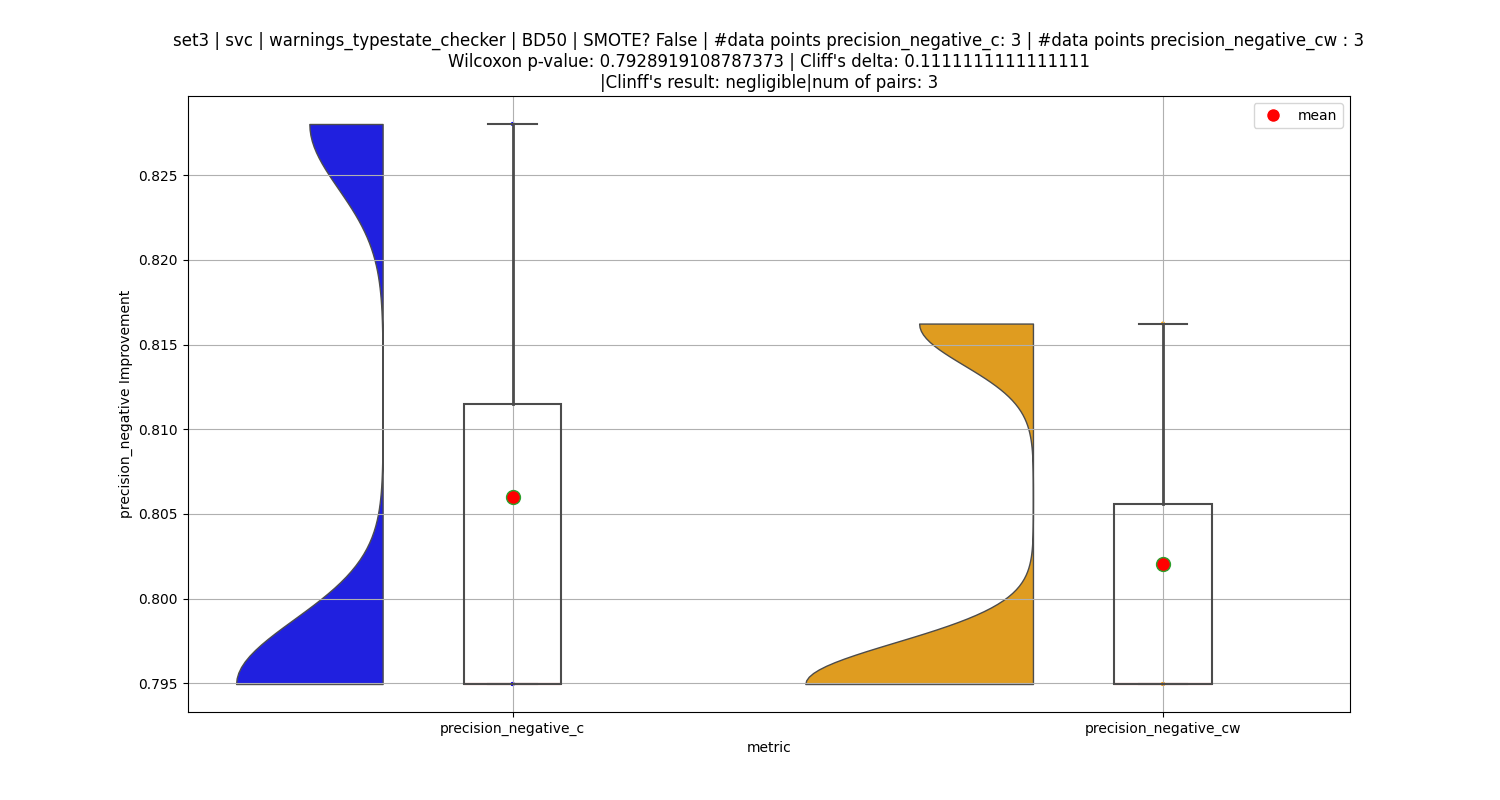 set3 | svc | warnings_typestate_checker | BD50 | SMOTE? False | #data points precision_negative_c: 3 | #data points precision_negative_cw : 3
Wilcoxon p-value: 0.7928919108787373 | Cliff's delta: 0.1111111111111111
|Clinff's result: negligible|num of pairs: 3
mean
0.825
0.820
0.815
0.810
0.805
0.800
0.795
precision_negative Improvement
precision_negative_c
precision_negative_cw
metric